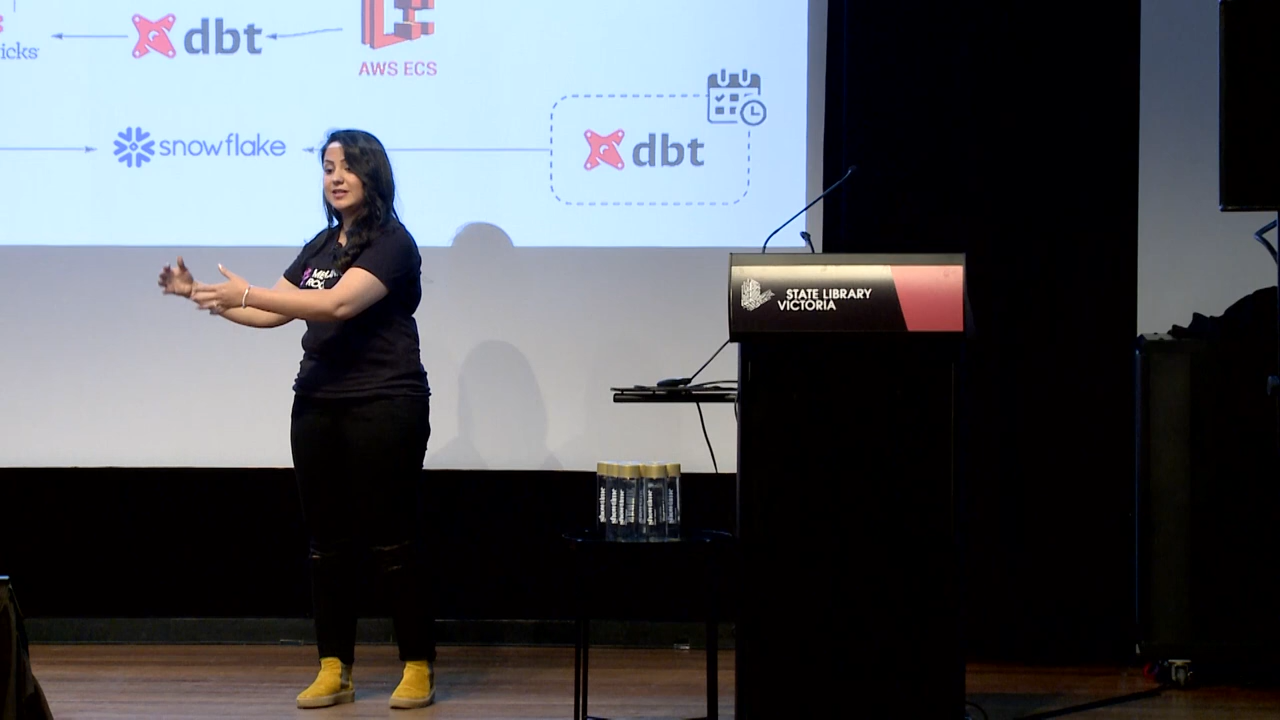 dbt
icks
AWS ECS
snowflake
dbt
STATE LIBRARY
VICTORIA